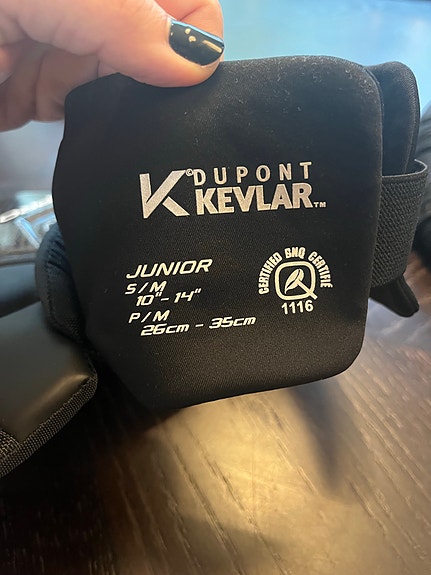 K ©DUPONT
KEVLAR™
JUNIOR
S/M
10"-14"
P/M
26cm - 35cm
CERTIFIED BNQ CERTIFIÉ
1116